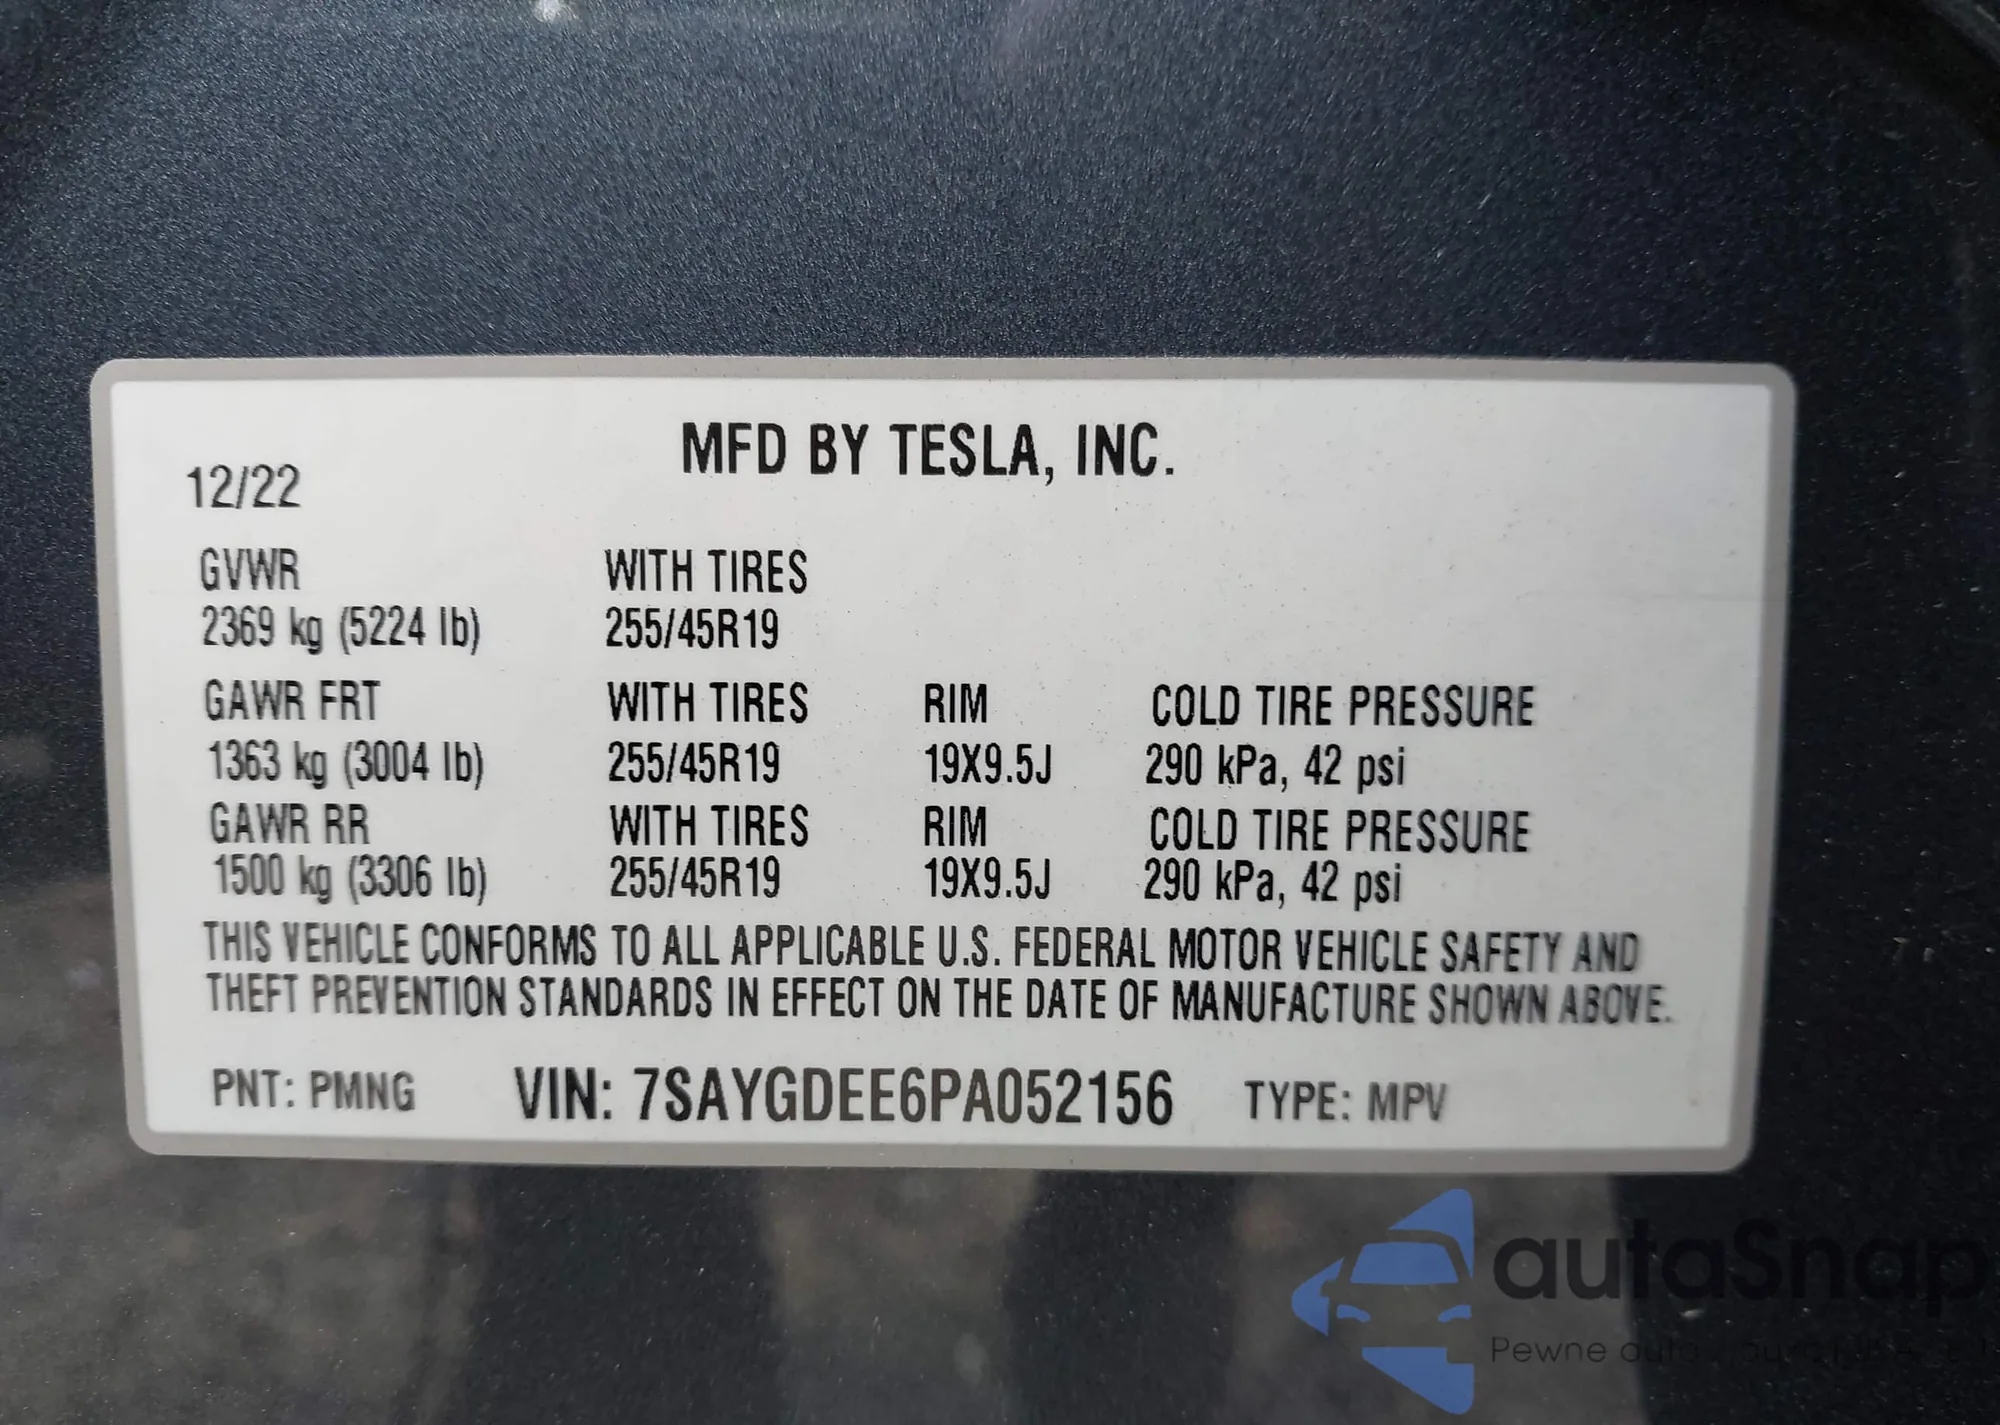 MFD BY TESLA, INC.
12/22
GVWR WITH TIRES
2369 kg (5224 lb) 255/45R19
GAWR FRT WITH TIRES RIM COLD TIRE PRESSURE
1363 kg (3004 lb) 255/45R19 19X9.5J 290 kPa, 42 psi
GAWR RR WITH TIRES RIM COLD TIRE PRESSURE
1500 kg (3306 lb) 255/45R19 19X9.5J 290 kPa, 42 psi
THIS VEHICLE CONFORMS TO ALL APPLICABLE U.S. FEDERAL MOTOR VEHICLE SAFETY AND
THEFT PREVENTION STANDARDS IN EFFECT ON THE DATE OF MANUFACTURE SHOWN ABOVE.
PNT: PMNG VIN: 7SAYGDEE6PA052156 TYPE: MPV
autaSnap
Pewne auta